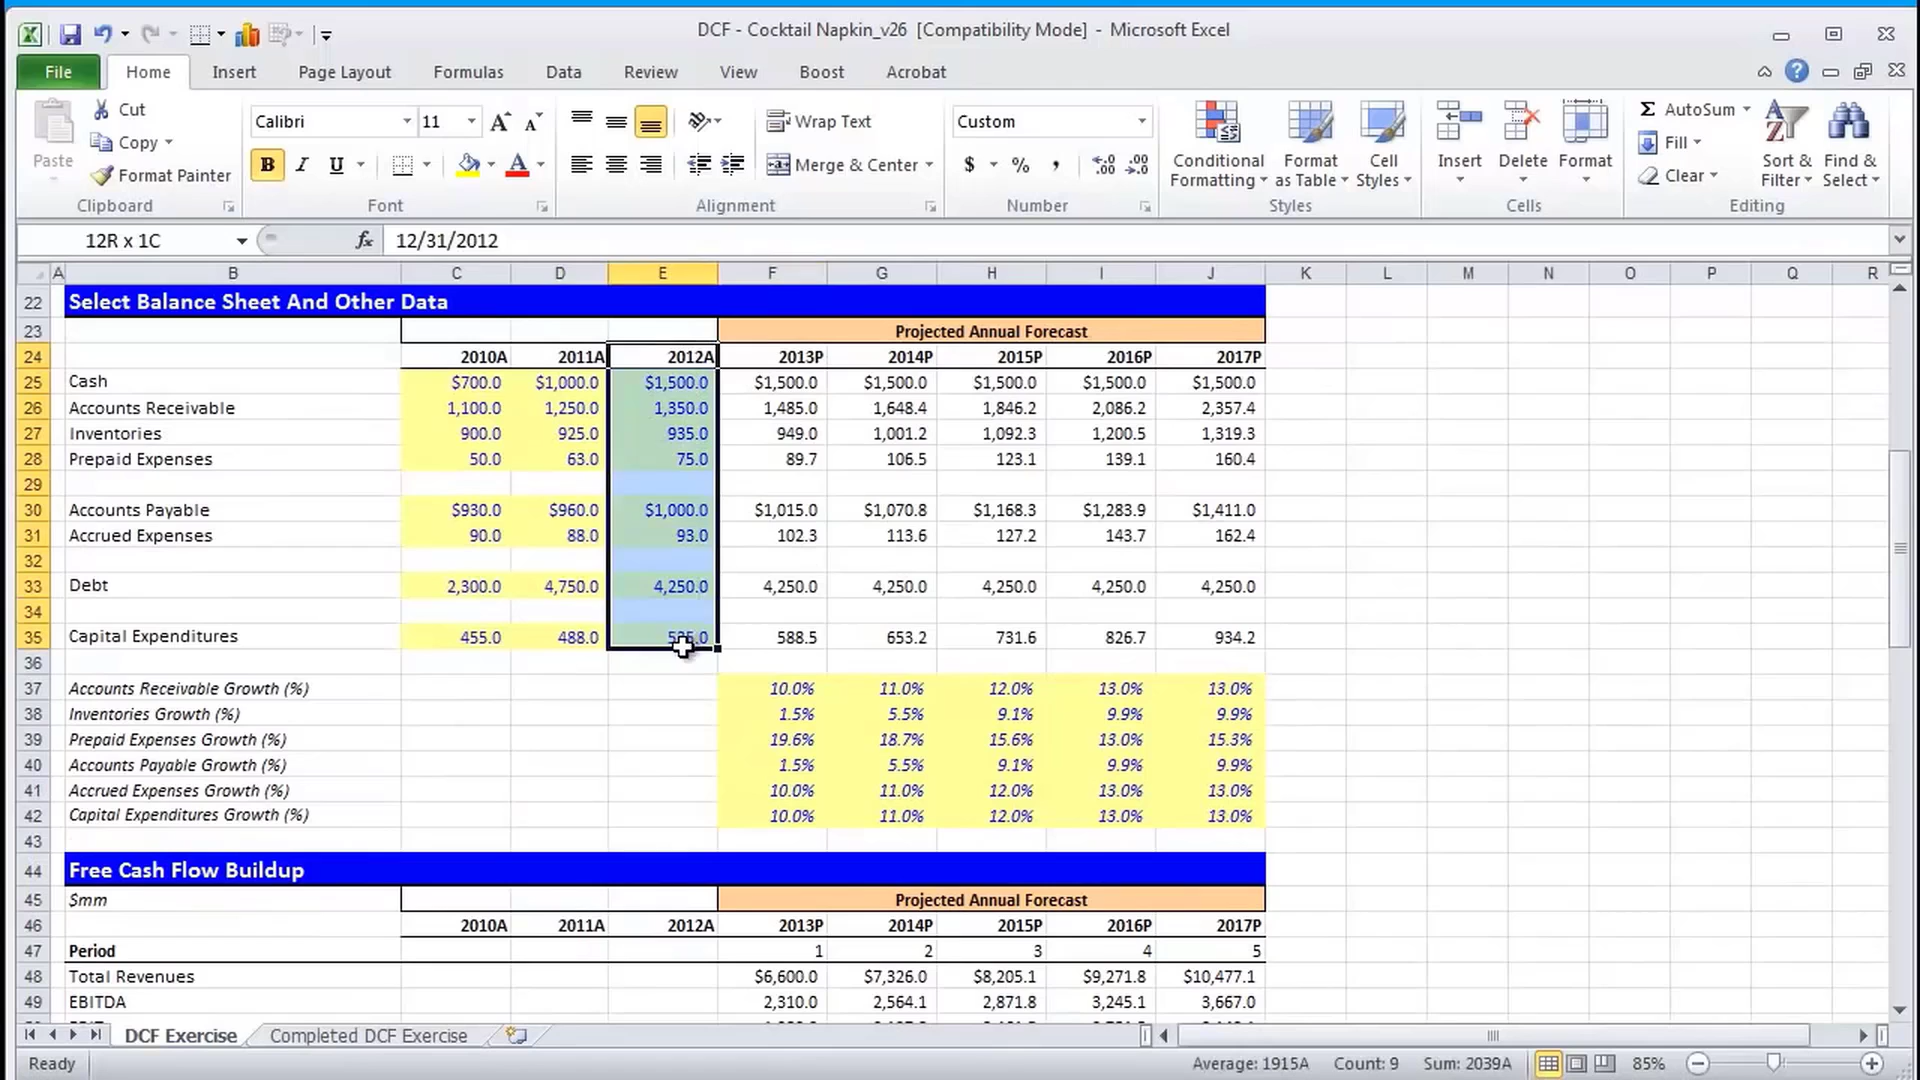 DCF - Cocktail Napkin_v26 [Compatibility Mode] - Microsoft Excel
File Home Insert Page Layout Formulas Data Review View Boost Acrobat
Paste Cut Copy Format Painter Clipboard
Calibri 11 B I U Font
Wrap Text Merge & Center Alignment
Custom $ % , Number
Conditional Formatting Format as Table Cell Styles Styles
Insert Delete Format Cells
Σ AutoSum Fill Clear Sort & Filter Find & Select Editing
12R x 1C fx 12/31/2012
A B C D E F G H I J K L M N O P Q R
22 Select Balance Sheet And Other Data
23 Projected Annual Forecast
24 2010A 2011A 2012A 2013P 2014P 2015P 2016P 2017P
25 Cash $700.0 $1,000.0 $1,500.0 $1,500.0 $1,500.0 $1,500.0 $1,500.0 $1,500.0
26 Accounts Receivable 1,100.0 1,250.0 1,350.0 1,485.0 1,648.4 1,846.2 2,086.2 2,357.4
27 Inventories 900.0 925.0 935.0 949.0 1,001.2 1,092.3 1,200.5 1,319.3
28 Prepaid Expenses 50.0 63.0 75.0 89.7 106.5 123.1 139.1 160.4
29
30 Accounts Payable $930.0 $960.0 $1,000.0 $1,015.0 $1,070.8 $1,168.3 $1,283.9 $1,411.0
31 Accrued Expenses 90.0 88.0 93.0 102.3 113.6 127.2 143.7 162.4
32
33 Debt 2,300.0 4,750.0 4,250.0 4,250.0 4,250.0 4,250.0 4,250.0 4,250.0
34
35 Capital Expenditures 455.0 488.0 588.5 653.2 731.6 826.7 934.2
36
37 Accounts Receivable Growth (%) 10.0% 11.0% 12.0% 13.0% 13.0%
38 Inventories Growth (%) 1.5% 5.5% 9.1% 9.9% 9.9%
39 Prepaid Expenses Growth (%) 19.6% 18.7% 15.6% 13.0% 15.3%
40 Accounts Payable Growth (%) 1.5% 5.5% 9.1% 9.9% 9.9%
41 Accrued Expenses Growth (%) 10.0% 11.0% 12.0% 13.0% 13.0%
42 Capital Expenditures Growth (%) 10.0% 11.0% 12.0% 13.0% 13.0%
43
44 Free Cash Flow Buildup
45 $mm Projected Annual Forecast
46 2010A 2011A 2012A 2013P 2014P 2015P 2016P 2017P
47 Period 1 2 3 4 5
48 Total Revenues $6,600.0 $7,326.0 $8,205.1 $9,271.8 $10,477.1
49 EBITDA 2,310.0 2,564.1 2,871.8 3,245.1 3,667.0
DCF Exercise Completed DCF Exercise
Ready Average: 1915A Count: 9 Sum: 2039A 85%